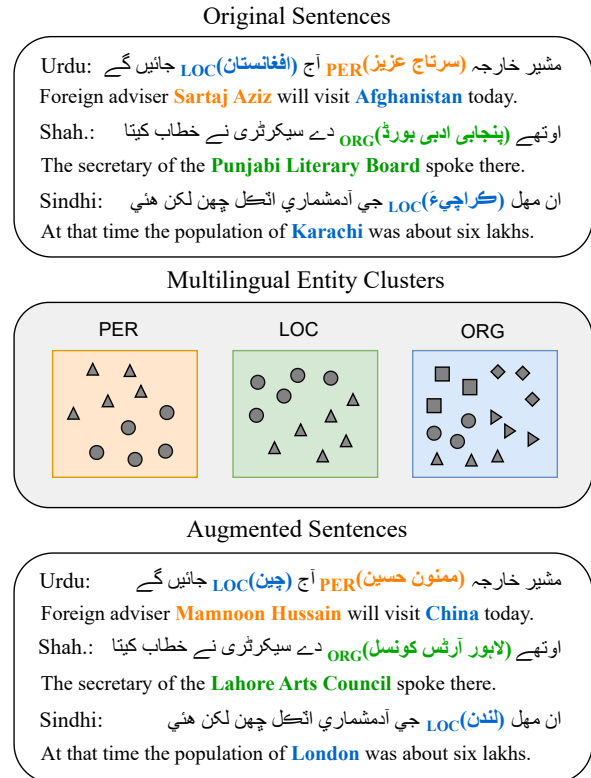 Original Sentences
Urdu: مشیر خارجہ (سرتاج عزیز)PER آج (افغانستان)LOC جائیں گے
Foreign adviser Sartaj Aziz will visit Afghanistan today.
Shah.: اوتھے (پنجابی ادبی بورڈ)ORG دے سیکرٹری نے خطاب کیتا
The secretary of the Punjabi Literary Board spoke there.
Sindhi: ان مهل (ڪراچيءَ)LOC جي آدمشماري اٽڪل ڇهن لکن هئي
At that time the population of Karachi was about six lakhs.
Multilingual Entity Clusters
PER LOC ORG
Augmented Sentences
Urdu: مشیر خارجہ (ممنون حسین)PER آج (چین)LOC جائیں گے
Foreign adviser Mamnoon Hussain will visit China today.
Shah.: اوتھے (لاہور آرٹس کونسل)ORG دے سیکرٹری نے خطاب کیتا
The secretary of the Lahore Arts Council spoke there.
Sindhi: ان مهل (لندن)LOC جي آدمشماري اٽڪل ڇهن لکن هئي
At that time the population of London was about six lakhs.